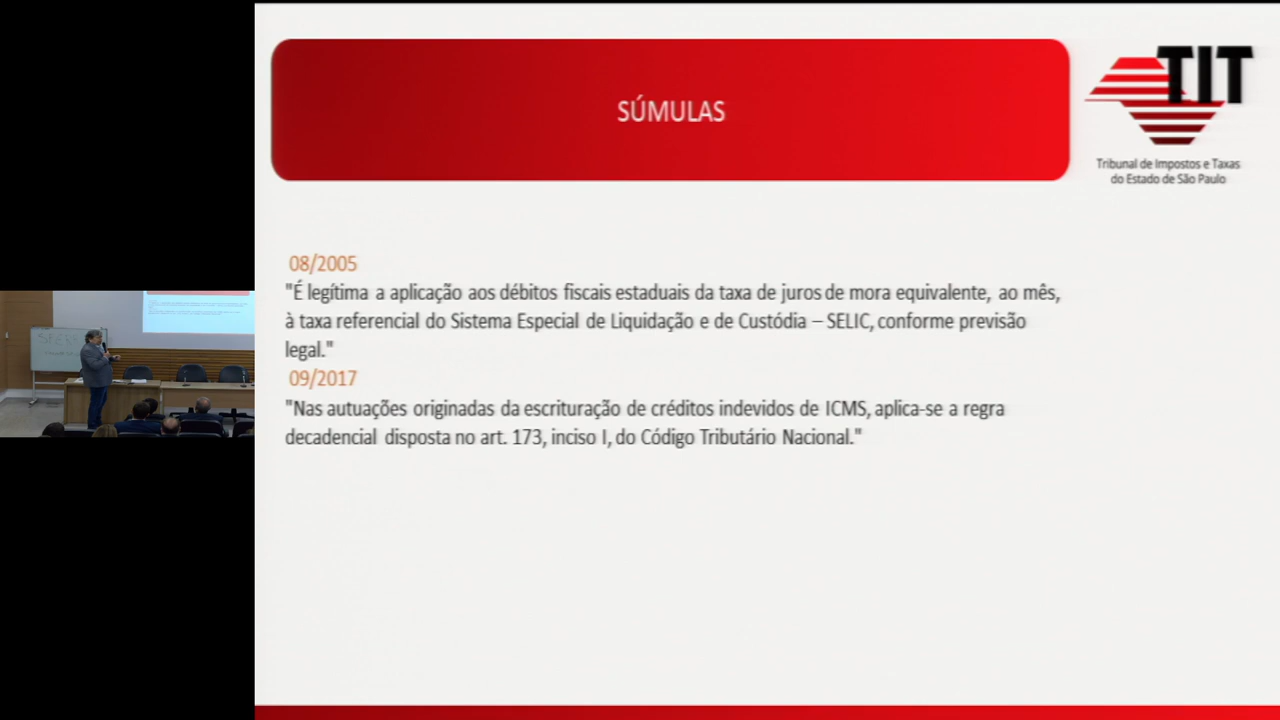 SÚMULAS
TIT
Tribunal de Impostos e Taxas
do Estado de São Paulo
08/2005
"É legítima a aplicação aos débitos fiscais estaduais da taxa de juros de mora equivalente, ao mês,
à taxa referencial do Sistema Especial de Liquidação e de Custódia – SELIC, conforme previsão
legal."
09/2017
"Nas autuações originadas da escrituração de créditos indevidos de ICMS, aplica-se a regra
decadencial disposta no art. 173, inciso I, do Código Tributário Nacional."